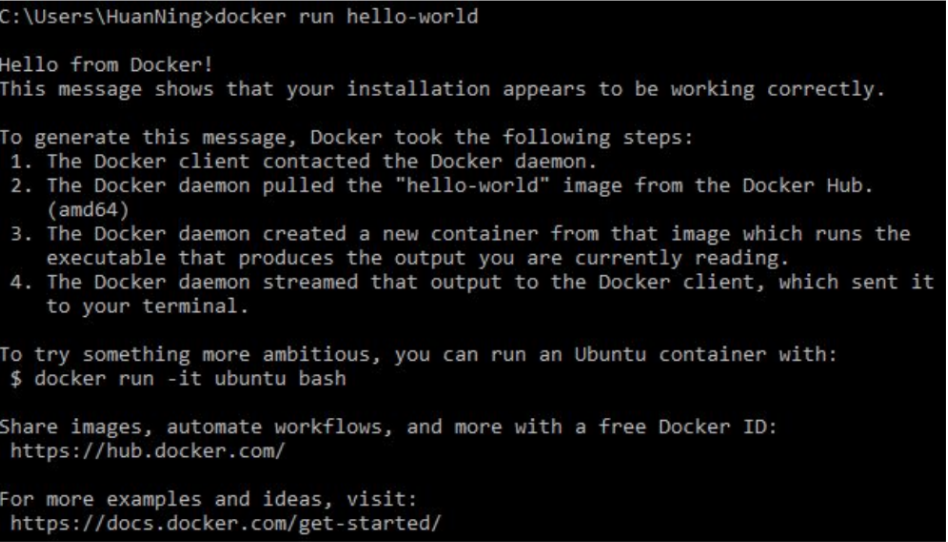 C:\Users\HuanNing>docker run hello-world
Hello from Docker!
This message shows that your installation appears to be working correctly.
To generate this message, Docker took the following steps:
1. The Docker client contacted the Docker daemon.
2. The Docker daemon pulled the "hello-world" image from the Docker Hub.
(amd64)
3. The Docker daemon created a new container from that image which runs the
executable that produces the output you are currently reading.
4. The Docker daemon streamed that output to the Docker client, which sent it
to your terminal.
To try something more ambitious, you can run an Ubuntu container with:
$ docker run -it ubuntu bash
Share images, automate workflows, and more with a free Docker ID:
https://hub.docker.com/
For more examples and ideas, visit:
https://docs.docker.com/get-started/